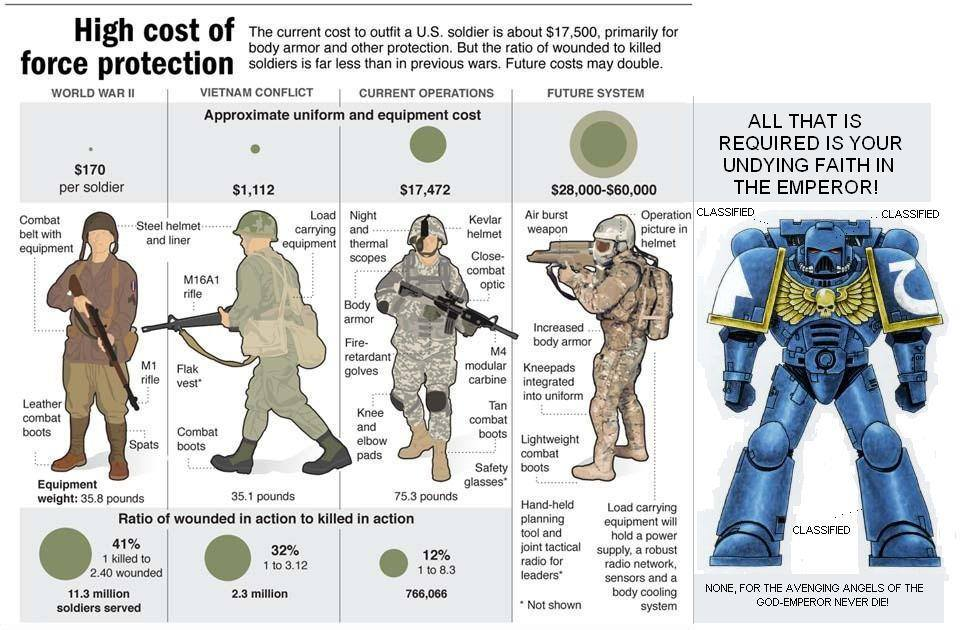 High cost of
force protection
The current cost to outfit a U.S. soldier is about $17,500, primarily for
body armor and other protection. But the ratio of wounded to killed
soldiers is far less than in previous wars. Future costs may double.
WORLD WAR II
VIETNAM CONFLICT
CURRENT OPERATIONS
FUTURE SYSTEM
Approximate uniform and equipment cost
$170
per soldier
$1,112
$17,472
$28,000-$60,000
ALL THAT IS
REQUIRED IS YOUR
UNDYING FAITH IN
THE EMPEROR!
Combat
belt with
equipment
M1
rifle
Leather
combat
boots
Spats
Equipment
weight: 35.8 pounds
Steel helmet
and liner
Load
carrying
equipment
M16A1
rifle
Flak
vest*
Combat
boots
35.1 pounds
Night
and
thermal
scopes
Kevlar
helmet
Close-
combat
optic
Body
armor
Fire-
retardant
golves
M4
modular
carbine
Knee
and
elbow
pads
Tan
combat
boots
Safety
glasses*
75.3 pounds
Air burst
weapon
Operation
picture in
helmet
Increased
body armor
Kneepads
integrated
into uniform
Lightweight
combat
boots
Hand-held
planning
tool and
joint tactical
radio for
leaders*
Load carrying
equipment will
hold a power
supply, a robust
radio network,
sensors and a
body cooling
system
* Not shown
CLASSIFIED
CLASSIFIED
CLASSIFIED
Ratio of wounded in action to killed in action
41%
1 killed to
2.40 wounded
11.3 million
soldiers served
32%
1 to 3.12
2.3 million
12%
1 to 8.3
766,066
NONE, FOR THE AVENGING ANGELS OF THE
GOD-EMPEROR NEVER DIE!